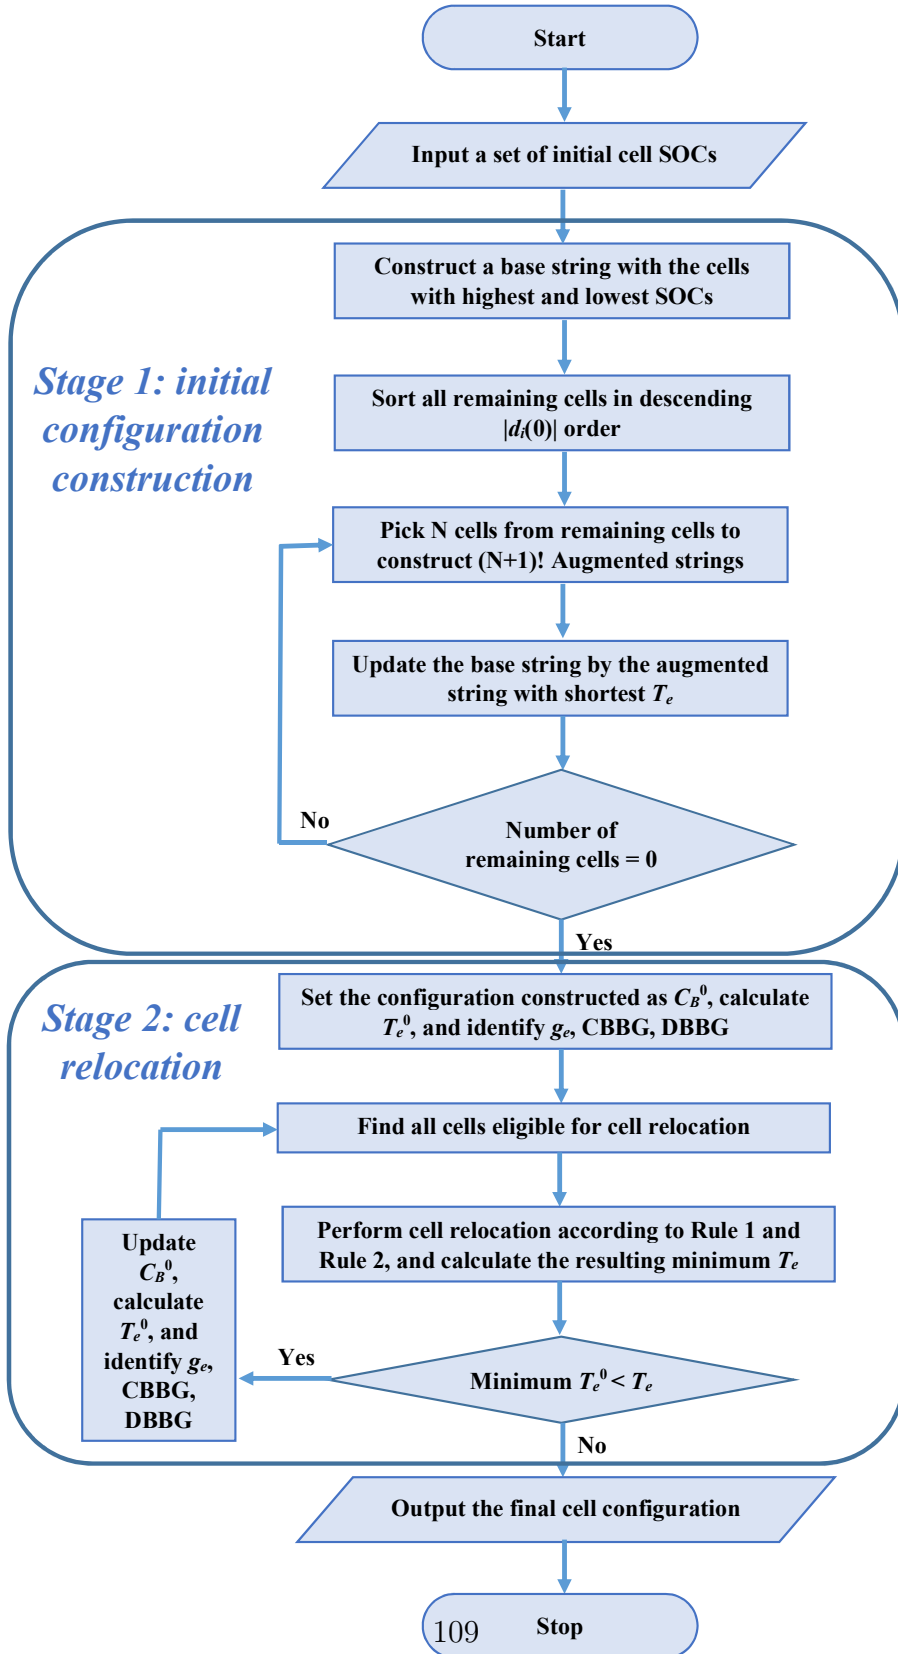 Start
Input a set of initial cell SOCs
Construct a base string with the cells
with highest and lowest SOCs
Stage 1: initial
configuration
construction
Sort all remaining cells in descending
|dᵢ(0)| order
Pick N cells from remaining cells to
construct (N+1)! Augmented strings
Update the base string by the augmented
string with shortest Tₑ
No
Number of
remaining cells = 0
Yes
Set the configuration constructed as C_B⁰, calculate
Tₑ⁰, and identify gₑ, CBBG, DBBG
Stage 2: cell
relocation
Find all cells eligible for cell relocation
Perform cell relocation according to Rule 1 and
Rule 2, and calculate the resulting minimum Tₑ
Update
C_B⁰,
calculate
Tₑ⁰, and
identify gₑ,
CBBG,
DBBG
Yes
Minimum Tₑ⁰ < Tₑ
No
Output the final cell configuration
Stop
109